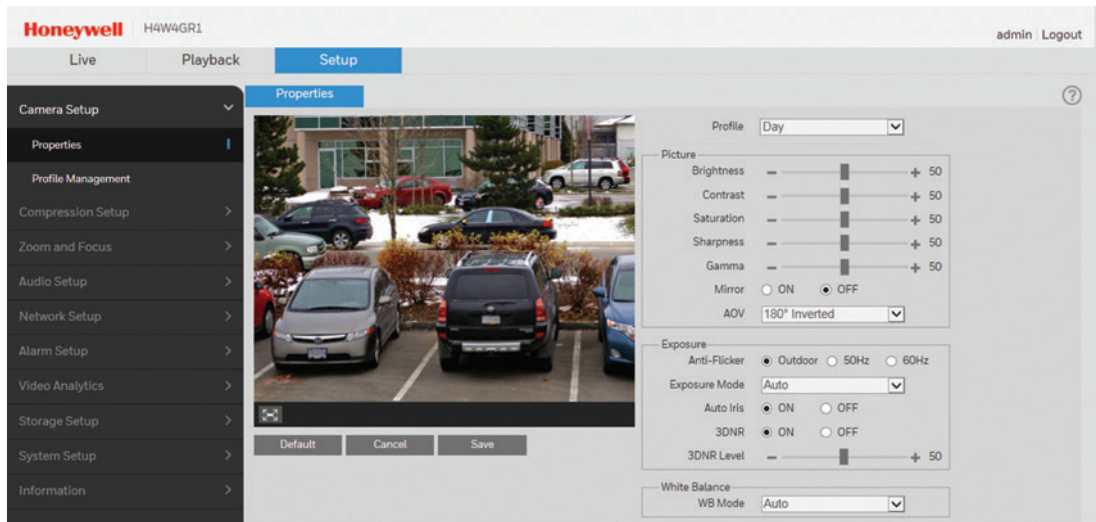 Honeywell H4W4GR1
admin Logout
Live Playback Setup
Camera Setup
Properties
Profile Management
Compression Setup
Zoom and Focus
Audio Setup
Network Setup
Alarm Setup
Video Analytics
Storage Setup
System Setup
Information
Properties
?
Default Cancel Save
Profile Day
Picture
Brightness - + 50
Contrast - + 50
Saturation - + 50
Sharpness - + 50
Gamma - + 50
Mirror ON OFF
AOV 180° Inverted
Exposure
Anti-Flicker Outdoor 50Hz 60Hz
Exposure Mode Auto
Auto Iris ON OFF
3DNR ON OFF
3DNR Level - + 50
White Balance
WB Mode Auto